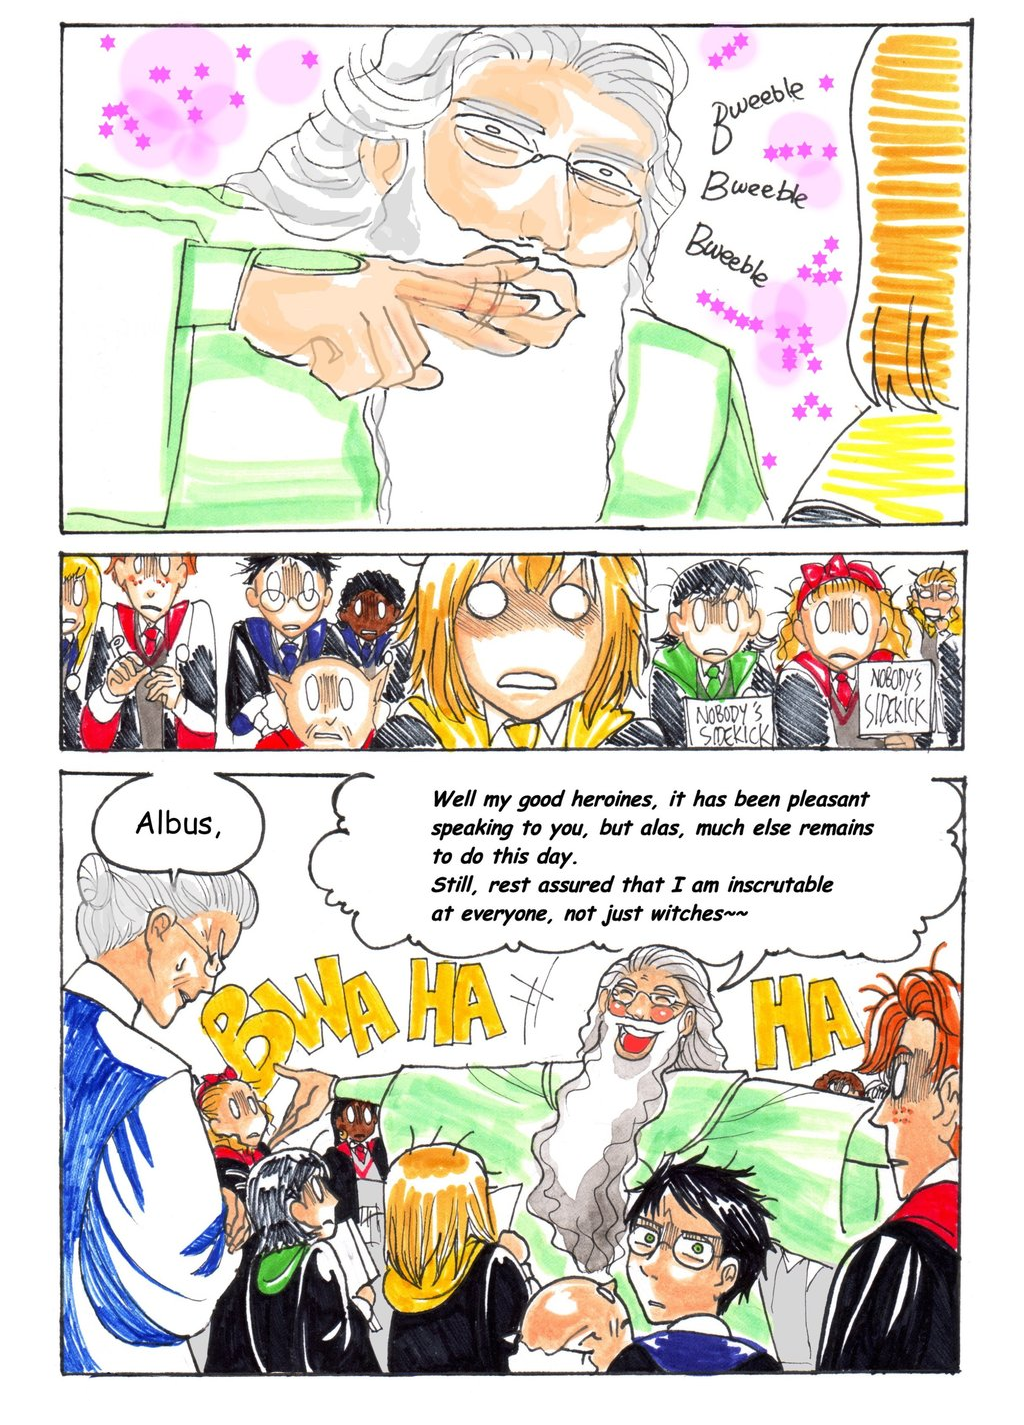 Bweeble
Bweeble
Bweeble
NOBODY'S
SIDEKICK
NOBODY'S
SIDEKICK
Albus,
Well my good heroines, it has been pleasant
speaking to you, but alas, much else remains
to do this day.
Still, rest assured that I am inscrutable
at everyone, not just witches~~
BWA HA
HA